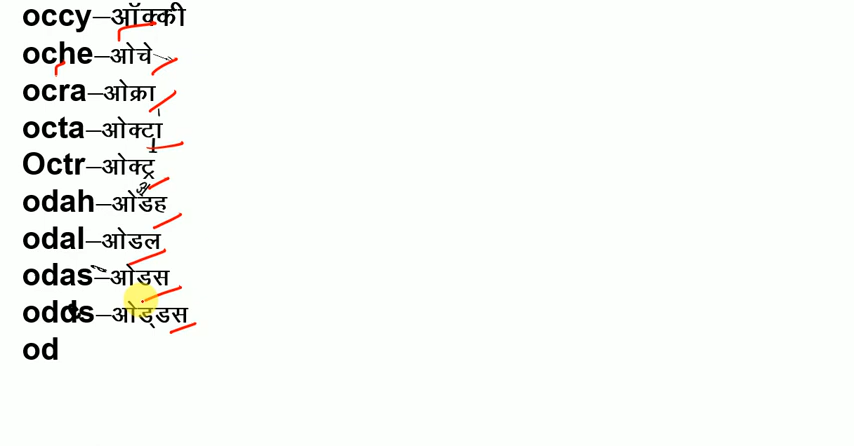 occy–ऑक्की
oche–ओचे
ocra–ओक्रा
octa–ओक्टा
Octr–ओक्ट्र
odah–ओडह
odal–ओडल
odas–ओडस
odds–ओड्डस
od